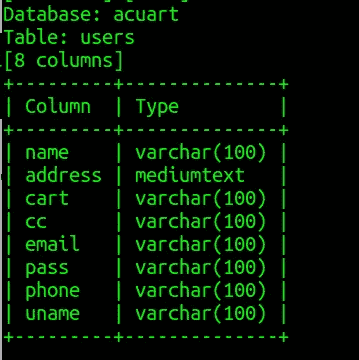 Database: acuart
Table: users
[8 columns]
+---------+--------------+
| Column  | Type         |
+---------+--------------+
| name    | varchar(100) |
| address | mediumtext   |
| cart    | varchar(100) |
| cc      | varchar(100) |
| email   | varchar(100) |
| pass    | varchar(100) |
| phone   | varchar(100) |
| uname   | varchar(100) |
+---------+--------------+